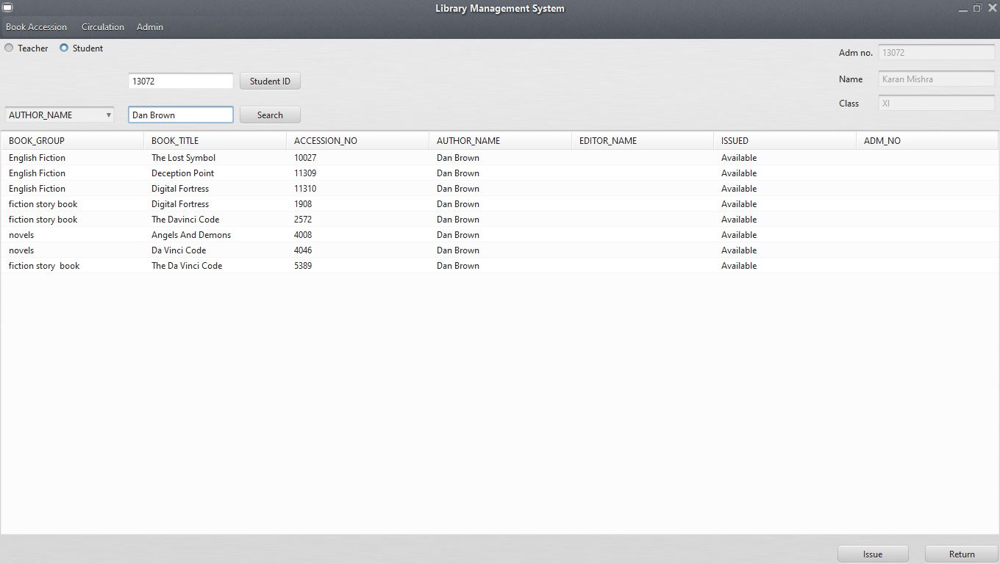 Library Management System
Book Accession Circulation Admin
Teacher Student
Adm no. 13072
13072 Student ID
Name Karan Mishra
Class XI
AUTHOR_NAME Dan Brown Search
BOOK_GROUP BOOK_TITLE ACCESSION_NO AUTHOR_NAME EDITOR_NAME ISSUED ADM_NO
English Fiction The Lost Symbol 10027 Dan Brown Available
English Fiction Deception Point 11309 Dan Brown Available
English Fiction Digital Fortress 11310 Dan Brown Available
fiction story book Digital Fortress 1908 Dan Brown Available
fiction story book The Davinci Code 2572 Dan Brown Available
novels Angels And Demons 4008 Dan Brown Available
novels Da Vinci Code 4046 Dan Brown Available
fiction story  book The Da Vinci Code 5389 Dan Brown Available
Issue Return